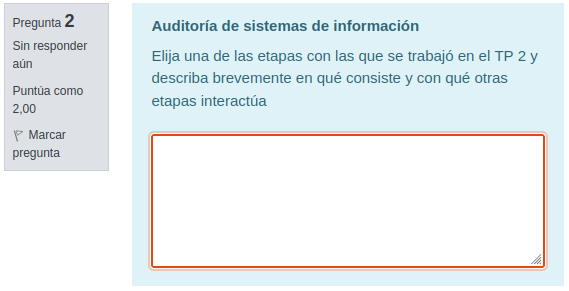 Pregunta 2
Sin responder
aún
Puntúa como
2,00
Marcar
pregunta
Auditoría de sistemas de información
Elija una de las etapas con las que se trabajó en el TP 2 y
describa brevemente en qué consiste y con qué otras
etapas interactúa